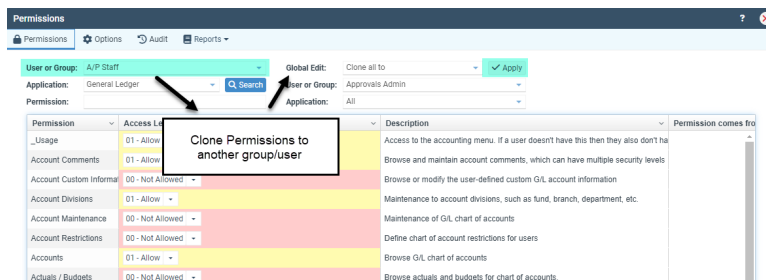 Permissions ?
Permissions Options Audit Reports
User or Group: A/P Staff Global Edit: Clone all to Apply
Application: General Ledger Search User or Group: Approvals Admin
Permission: Application: All
Permission Access Le Description Permission comes fro
_Usage 01 - Allow Access to the accounting menu. If a user doesn't have this then they also don't ha
Clone Permissions to
another group/user
Account Comments 01 - Allow Browse and maintain account comments, which can have multiple security levels
Account Custom Informat 00 - Not Allowed Browse or modify the user-defined custom G/L account information
Account Divisions 01 - Allow Maintenance to account divisions, such as fund, branch, department, etc.
Account Maintenance 00 - Not Allowed Maintenance of G/L chart of accounts
Account Restrictions 00 - Not Allowed Define chart of account restrictions for users
Accounts 01 - Allow Browse G/L chart of accounts
Actuals / Budgets 00 - Not Allowed Browse actuals and budgets for chart of accounts.